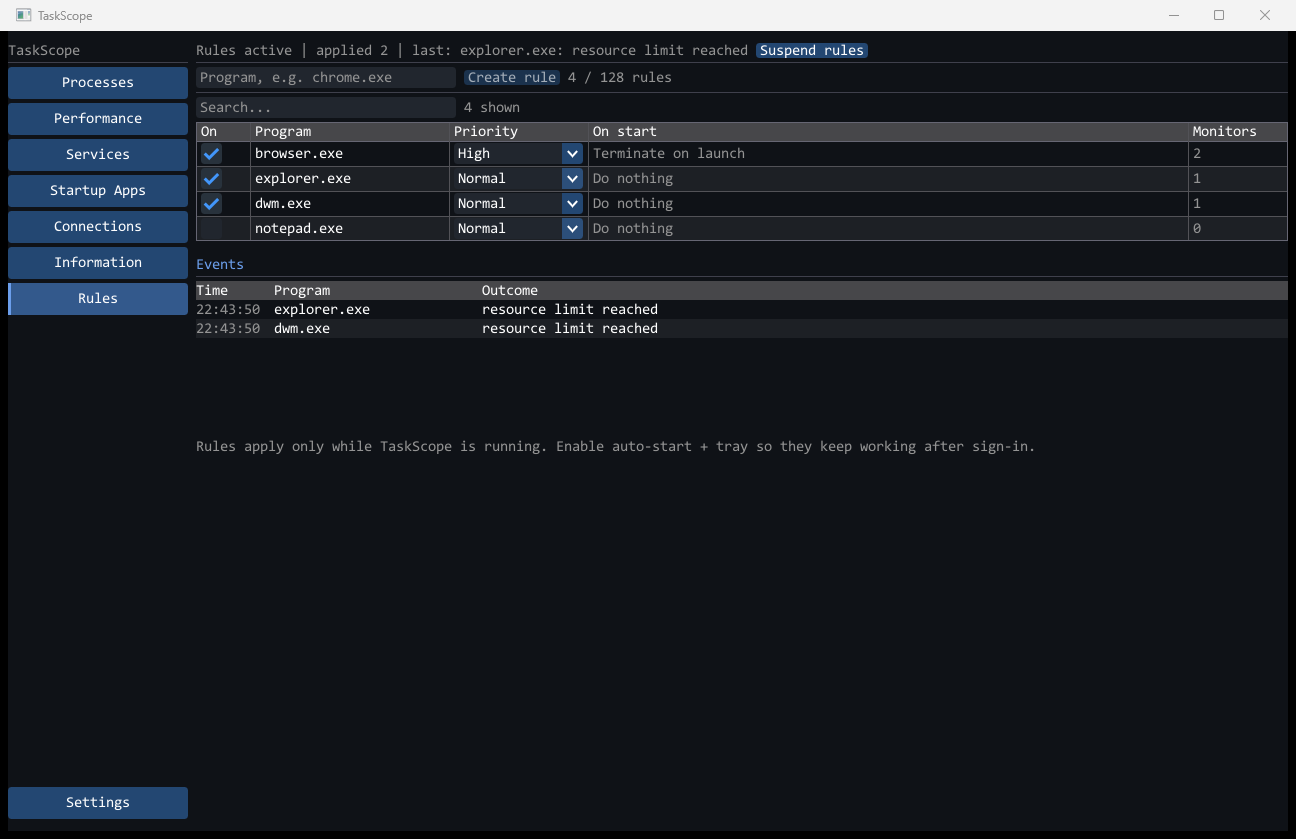 TaskScope
TaskScope
Processes
Performance
Services
Startup Apps
Connections
Information
Rules
Settings
Rules active | applied 2 | last: explorer.exe: resource limit reached Suspend rules
Program, e.g. chrome.exe Create rule 4 / 128 rules
Search... 4 shown
On Program Priority On start Monitors
browser.exe High Terminate on launch 2
explorer.exe Normal Do nothing 1
dwm.exe Normal Do nothing 1
notepad.exe Normal Do nothing 0
Events
Time Program Outcome
22:43:50 explorer.exe resource limit reached
22:43:50 dwm.exe resource limit reached
Rules apply only while TaskScope is running. Enable auto-start + tray so they keep working after sign-in.